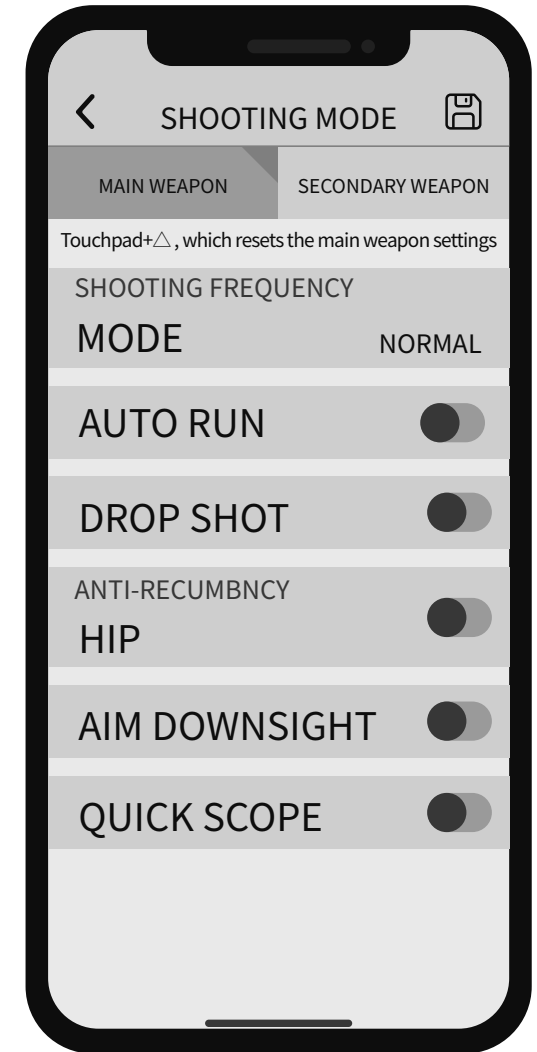 SHOOTING MODE
MAIN WEAPON SECONDARY WEAPON
Touchpad+△, which resets the main weapon settings
SHOOTING FREQUENCY
MODE NORMAL
AUTO RUN
DROP SHOT
ANTI-RECUMBNCY
HIP
AIM DOWNSIGHT
QUICK SCOPE